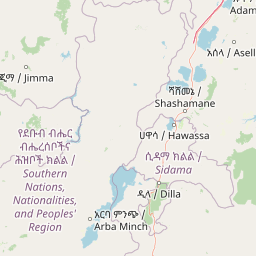 Adam
አሰላ / Asell
ጅማ / Jimma
ሻሸመኔ /
Shashamane
ሀዋሳ / Hawassa
የደቡብ ብሔር
ብሔረሰቦችና
ሕዝቦች ክልል /
Southern
Nations,
Nationalities,
and Peoples'
Region
ሲዳማ ክልል /
Sidama
ዲላ / Dilla
አርባ ምንጭ /
Arba Minch